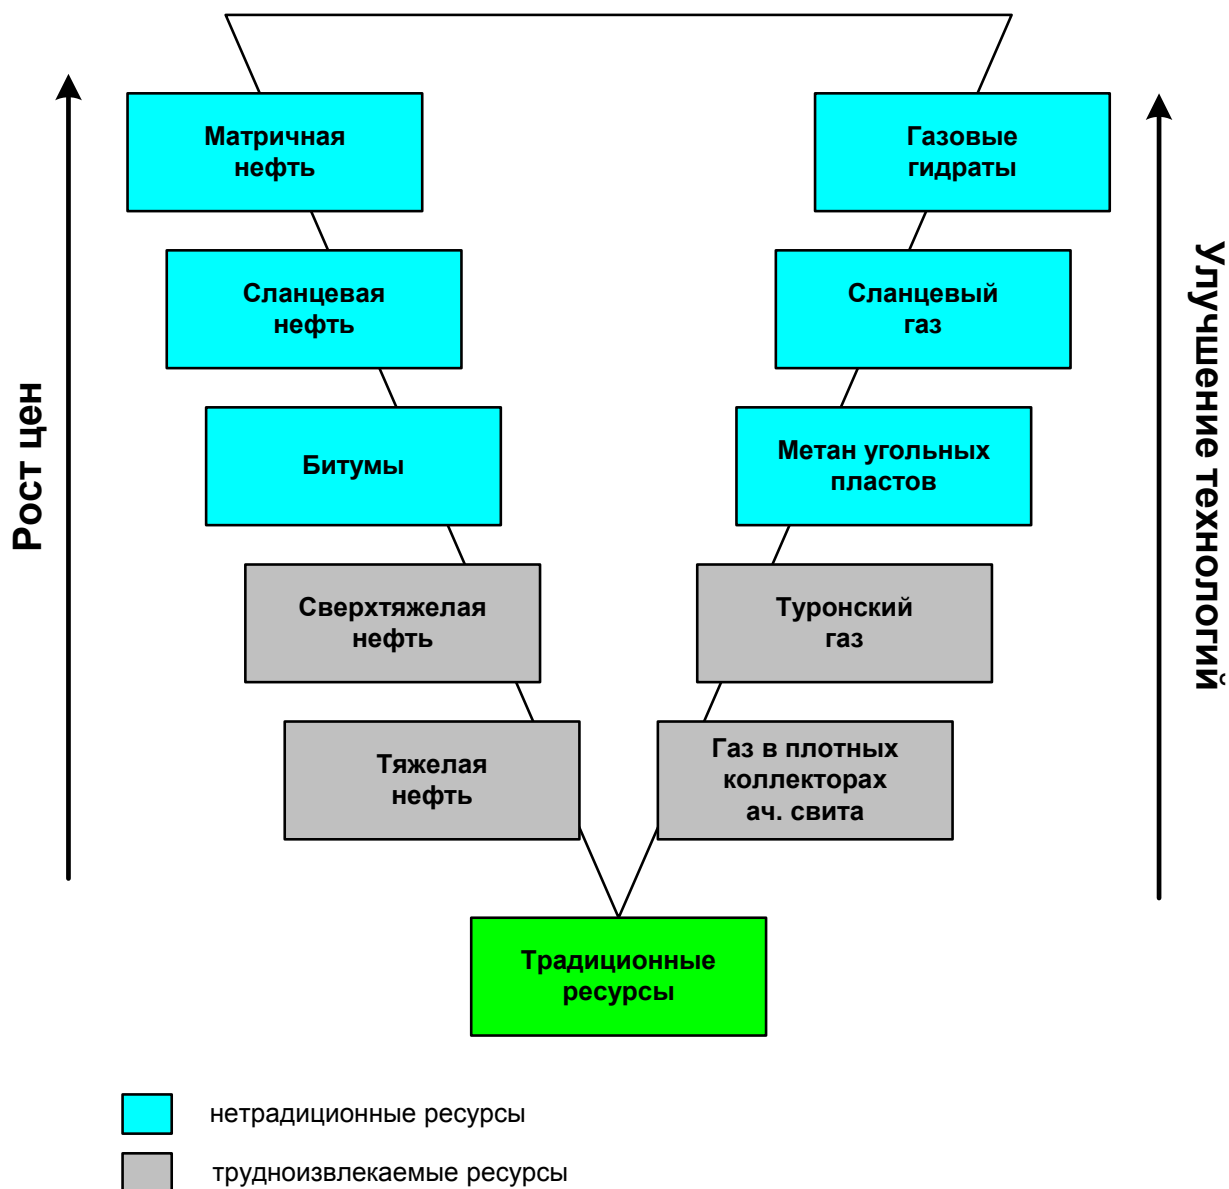 Матричная
нефть
Газовые
гидраты
Сланцевая
нефть
Сланцевый
газ
Битумы
Метан угольных
пластов
Сверхтяжелая
нефть
Туронский
газ
Тяжелая
нефть
Газ в плотных
коллекторах
ач. свита
Традиционные
ресурсы
Рост цен
Улучшение технологий
нетрадиционные ресурсы
трудноизвлекаемые ресурсы